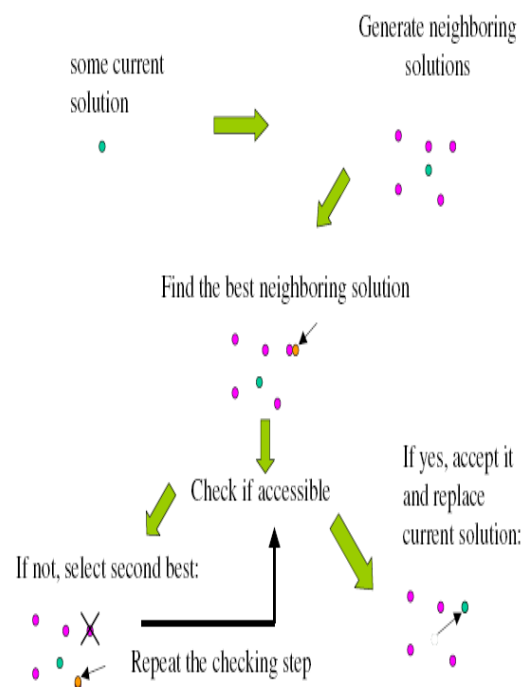 some current
solution
Generate neighboring
solutions
Find the best neighboring solution
Check if accessible
If yes, accept it
and replace
current solution:
If not, select second best:
Repeat the checking step